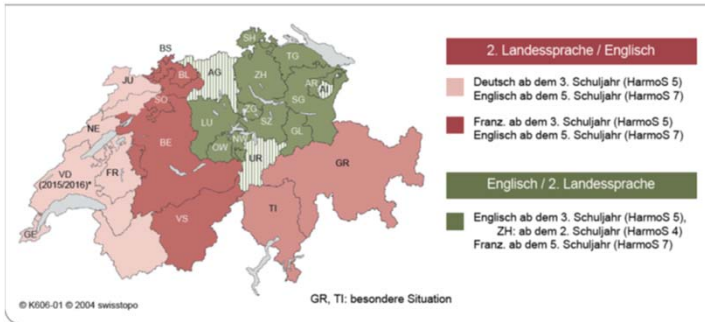 BS
SH
TG
JU
BL
AG
ZH
AR
AI
SO
SG
NE
LU
ZG
SZ
BE
NW
GL
OW
UR
GR
VD
(2015/2016)*
FR
VS
TI
GE
2. Landessprache / Englisch
Deutsch ab dem 3. Schuljahr (HarmoS 5)
Englisch ab dem 5. Schuljahr (HarmoS 7)
Franz. ab dem 3. Schuljahr (HarmoS 5)
Englisch ab dem 5. Schuljahr (HarmoS 7)
Englisch / 2. Landessprache
Englisch ab dem 3. Schuljahr (HarmoS 5),
ZH: ab dem 2. Schuljahr (HarmoS 4)
Franz. ab dem 5. Schuljahr (HarmoS 7)
© K606-01 © 2004 swisstopo
GR, TI: besondere Situation